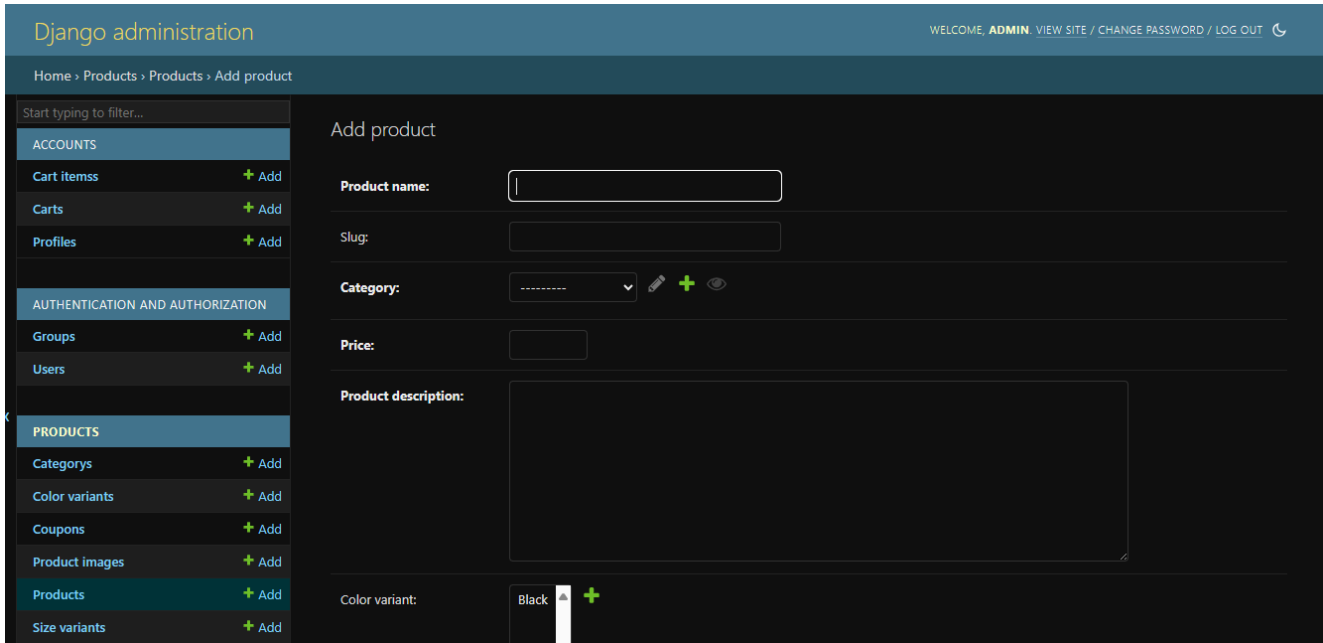 Django administration
WELCOME, ADMIN. VIEW SITE / CHANGE PASSWORD / LOG OUT
Home › Products › Products › Add product
Start typing to filter...
ACCOUNTS
Cart itemss + Add
Carts + Add
Profiles + Add
AUTHENTICATION AND AUTHORIZATION
Groups + Add
Users + Add
PRODUCTS
Categorys + Add
Color variants + Add
Coupons + Add
Product images + Add
Products + Add
Size variants + Add
Add product
Product name:
Slug:
Category: ---------
Price:
Product description:
Color variant: Black